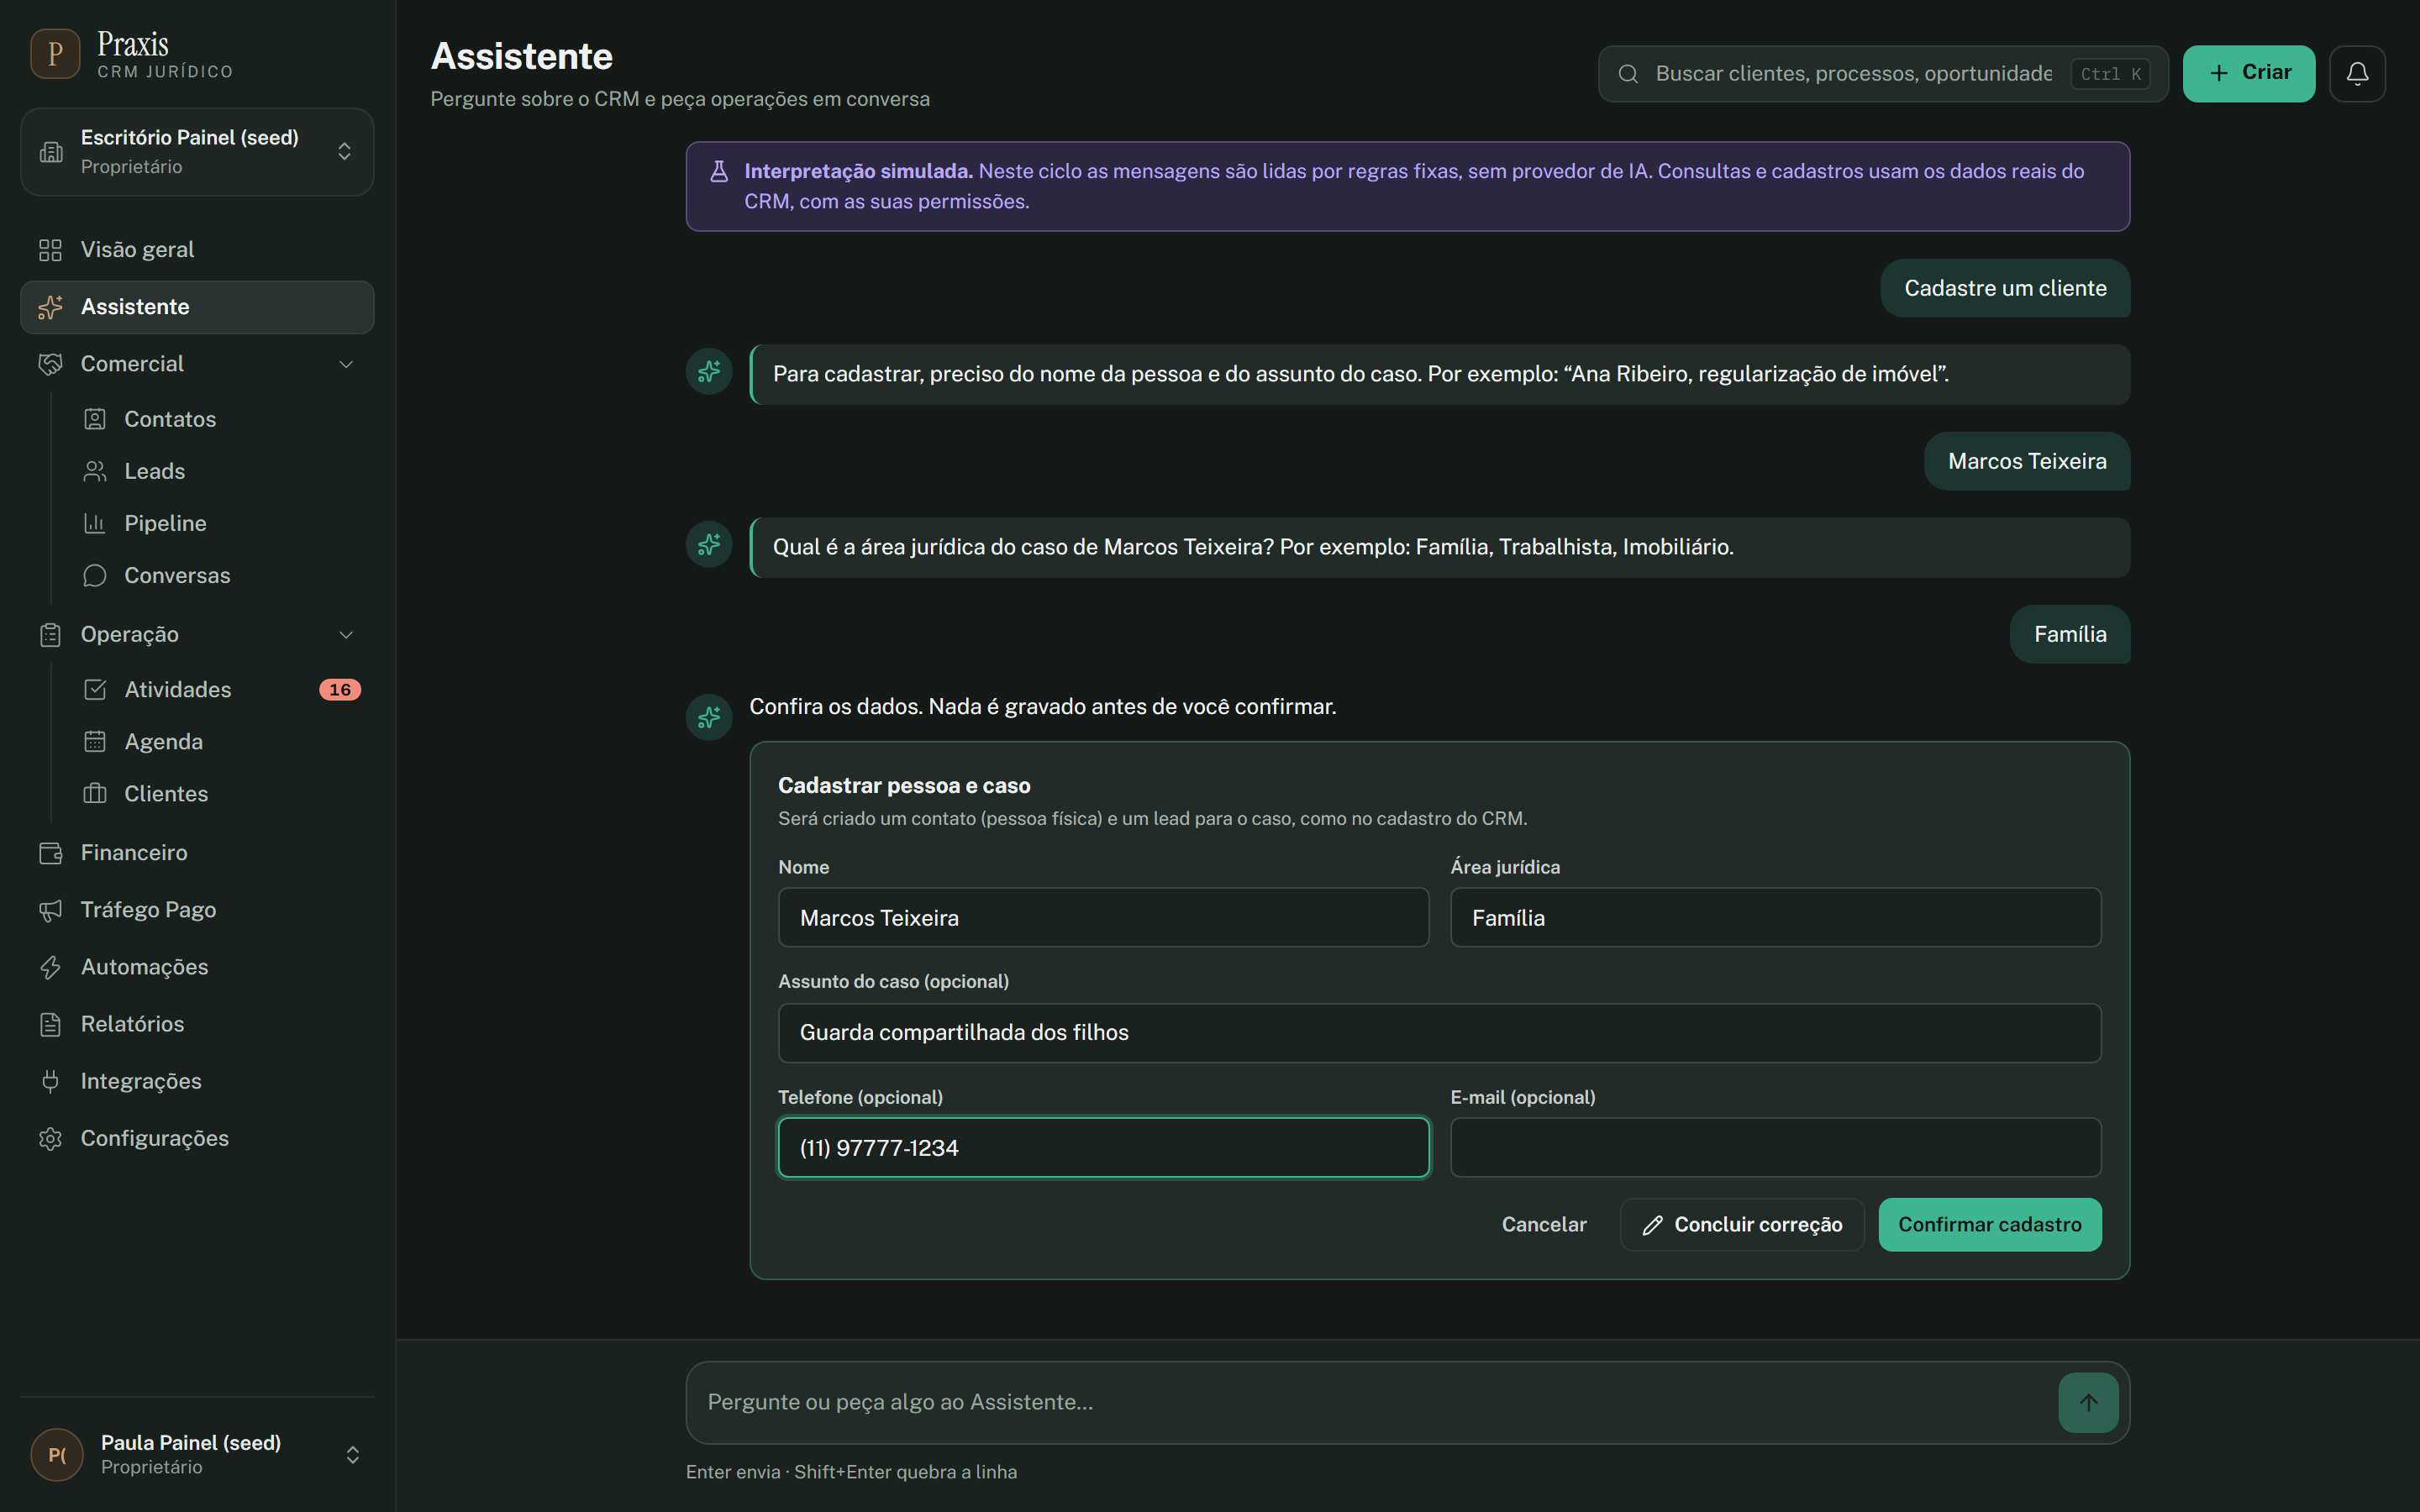 P
Praxis
CRM JURÍDICO
Escritório Painel (seed)
Proprietário
Visão geral
Assistente
Comercial
Contatos
Leads
Pipeline
Conversas
Operação
Atividades
16
Agenda
Clientes
Financeiro
Tráfego Pago
Automações
Relatórios
Integrações
Configurações
P(
Paula Painel (seed)
Proprietário
Assistente
Pergunte sobre o CRM e peça operações em conversa
Buscar clientes, processos, oportunidade
Ctrl K
+ Criar
Interpretação simulada. Neste ciclo as mensagens são lidas por regras fixas, sem provedor de IA. Consultas e cadastros usam os dados reais do
CRM, com as suas permissões.
Cadastre um cliente
Para cadastrar, preciso do nome da pessoa e do assunto do caso. Por exemplo: “Ana Ribeiro, regularização de imóvel”.
Marcos Teixeira
Qual é a área jurídica do caso de Marcos Teixeira? Por exemplo: Família, Trabalhista, Imobiliário.
Família
Confira os dados. Nada é gravado antes de você confirmar.
Cadastrar pessoa e caso
Será criado um contato (pessoa física) e um lead para o caso, como no cadastro do CRM.
Nome
Área jurídica
Marcos Teixeira
Família
Assunto do caso (opcional)
Guarda compartilhada dos filhos
Telefone (opcional)
E-mail (opcional)
(11) 97777-1234
Cancelar
Concluir correção
Confirmar cadastro
Pergunte ou peça algo ao Assistente...
Enter envia · Shift+Enter quebra a linha